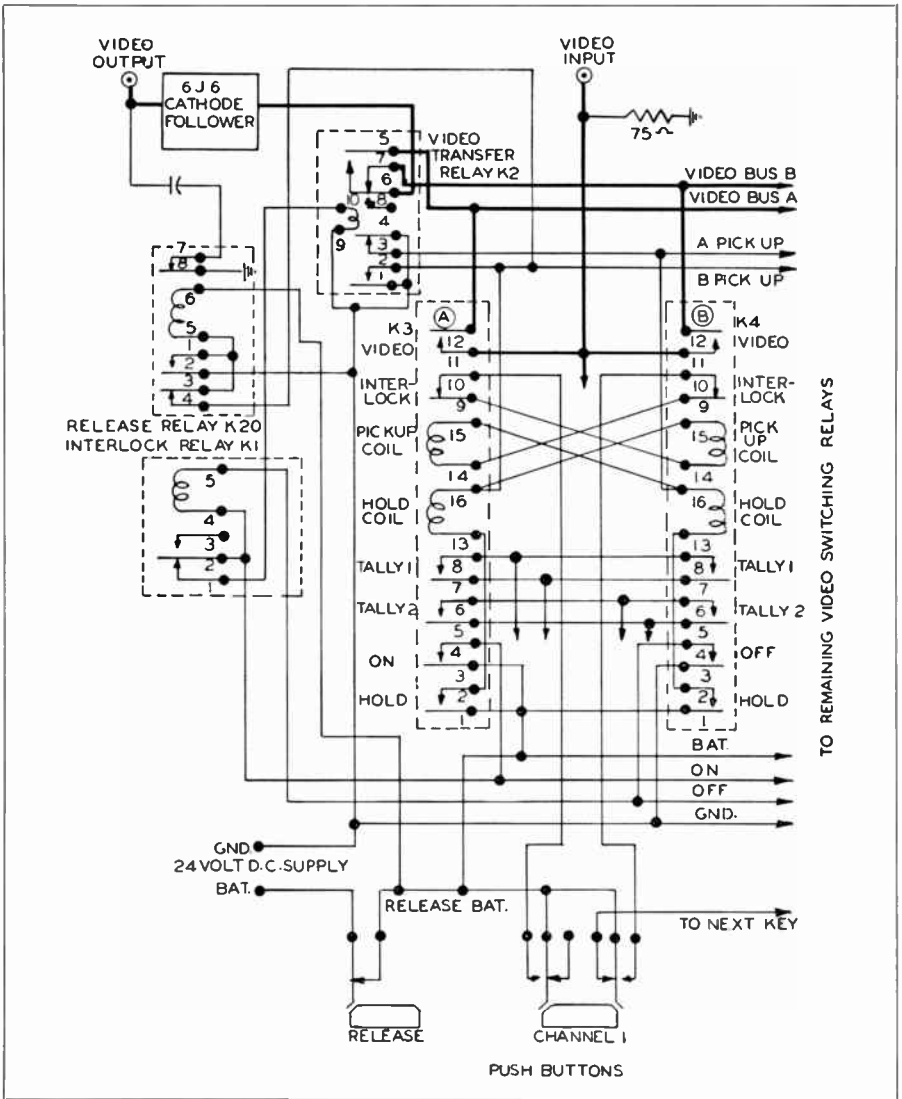 VIDEO
OUTPUT
6J6
CATHODE
FOLLOWER
VIDEO
INPUT
75
5
7
6
8
10
4
9
3
2
1
VIDEO
TRANSFER
RELAY K2
VIDEO BUS B
VIDEO BUS A
A PICK UP
B PICK UP
7
8
6
5
1
2
3
4
RELEASE RELAY K20
INTERLOCK RELAY K1
5
4
3
2
1
K3
VIDEO
INTER-
LOCK
PICKUP
COIL
HOLD
COIL
TALLY 1
TALLY 2
ON
HOLD
A
12
11
10
9
15
14
16
13
8
7
6
5
4
3
2
1
B
12
11
10
9
15
14
16
13
8
7
6
5
4
3
2
1
K4
VIDEO
INTER-
LOCK
PICK
UP
COIL
HOLD
COIL
TALLY 1
TALLY 2
OFF
HOLD
TO REMAINING VIDEO SWITCHING RELAYS
BAT.
ON
OFF
GND.
GND.
24 VOLT D.C. SUPPLY
BAT.
RELEASE BAT.
TO NEXT KEY
RELEASE
CHANNEL 1
PUSH BUTTONS